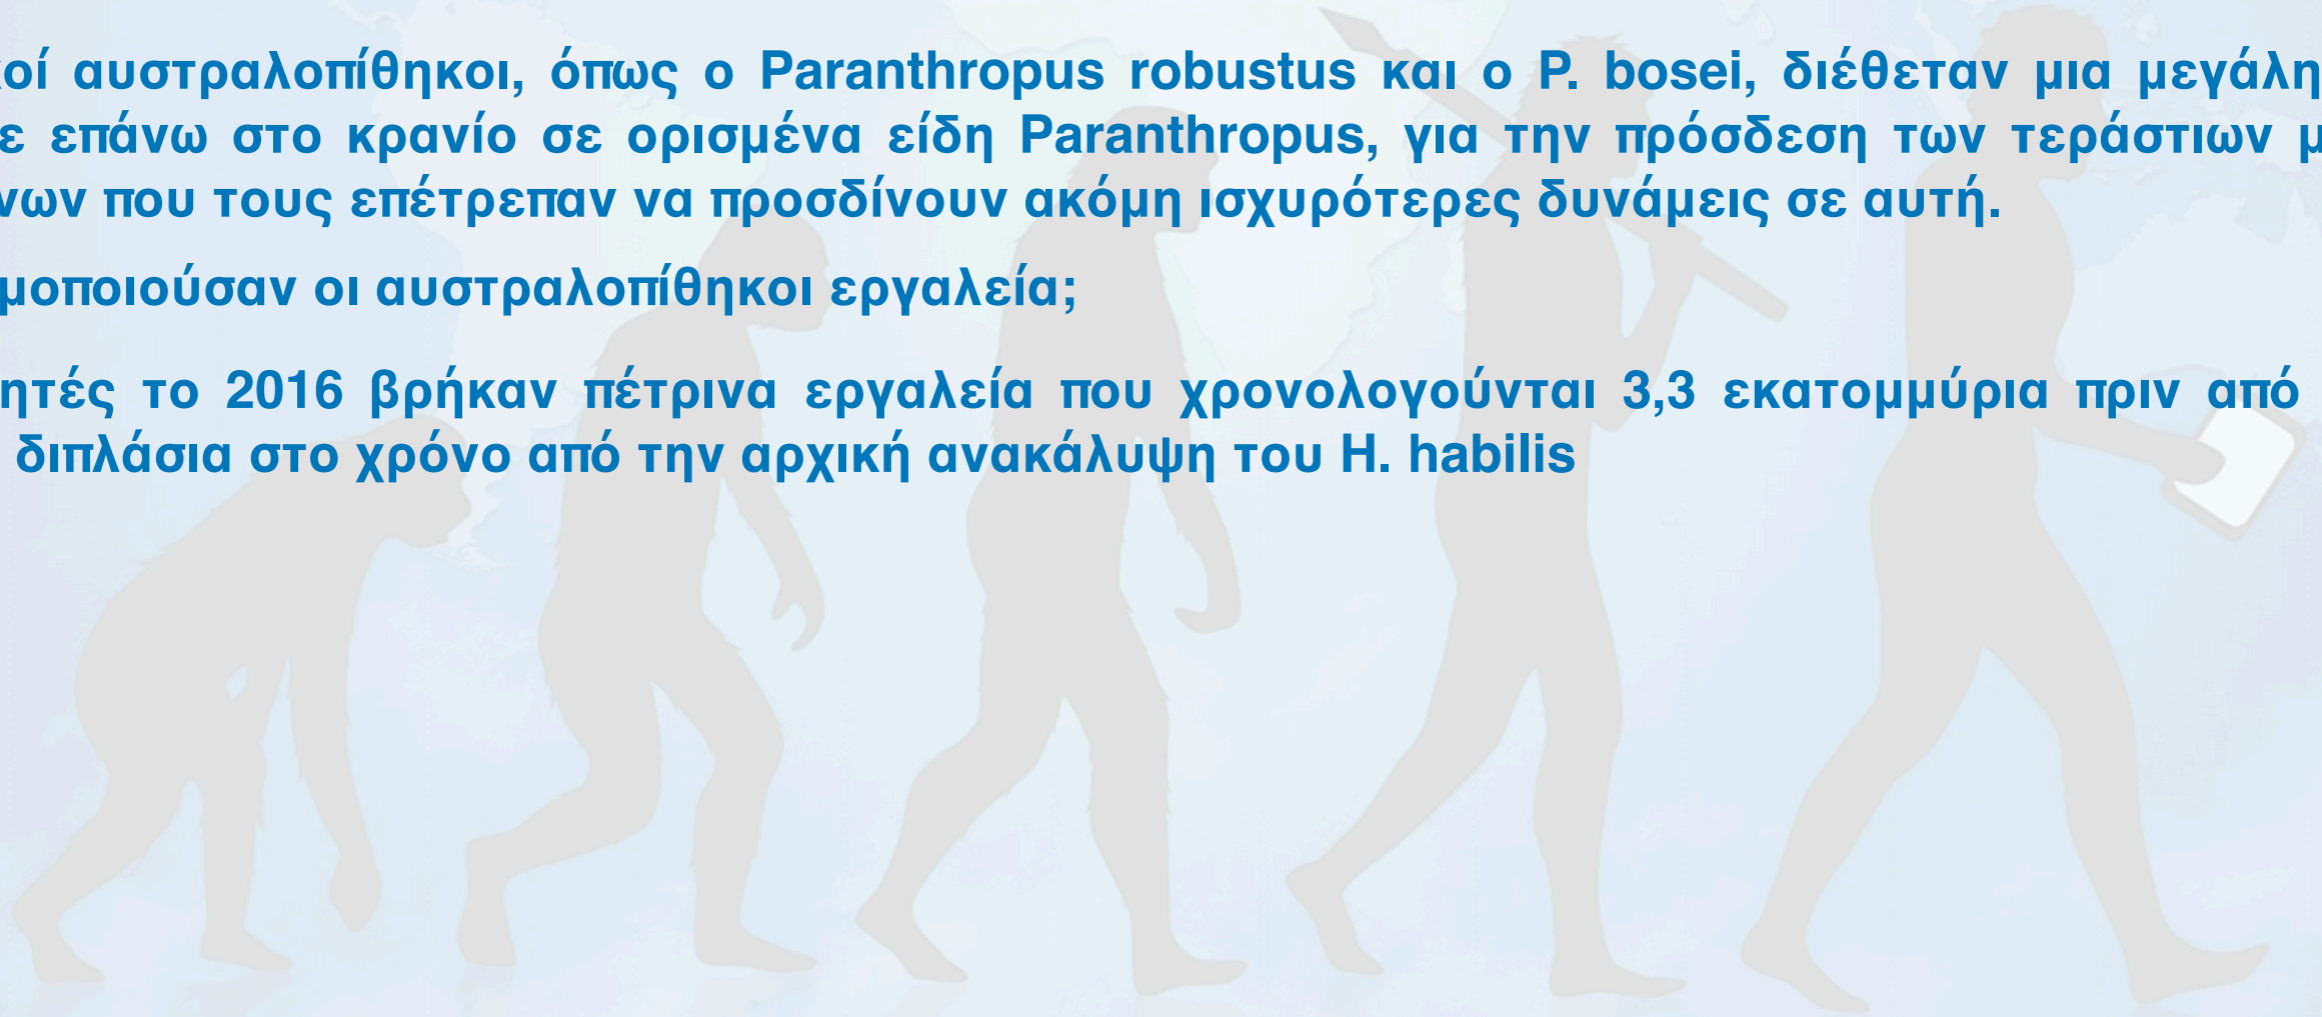 κοί αυστραλοπίθηκοι, όπως ο Paranthropus robustus και ο P. bosei, διέθεταν μια μεγάλη
ε επάνω στο κρανίο σε ορισμένα είδη Paranthropus, για την πρόσδεση των τεράστιων μ
νων που τους επέτρεπαν να προσδίνουν ακόμη ισχυρότερες δυνάμεις σε αυτή.
μοποιούσαν οι αυστραλοπίθηκοι εργαλεία;
ητές το 2016 βρήκαν πέτρινα εργαλεία που χρονολογούνται 3,3 εκατομμύρια πριν από
διπλάσια στο χρόνο από την αρχική ανακάλυψη του H. habilis